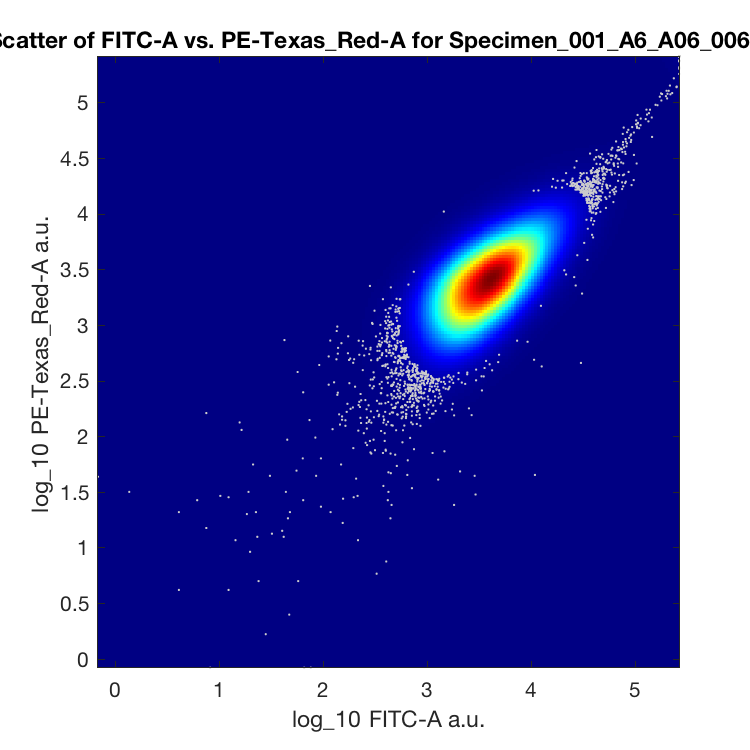 Scatter of FITC-A vs. PE-Texas_Red-A for Specimen_001_A6_A06_006
5
4.5
4
3.5
3
2.5
2
1.5
1
0.5
0
log_10 PE-Texas_Red-A a.u.
0 1 2 3 4 5
log_10 FITC-A a.u.